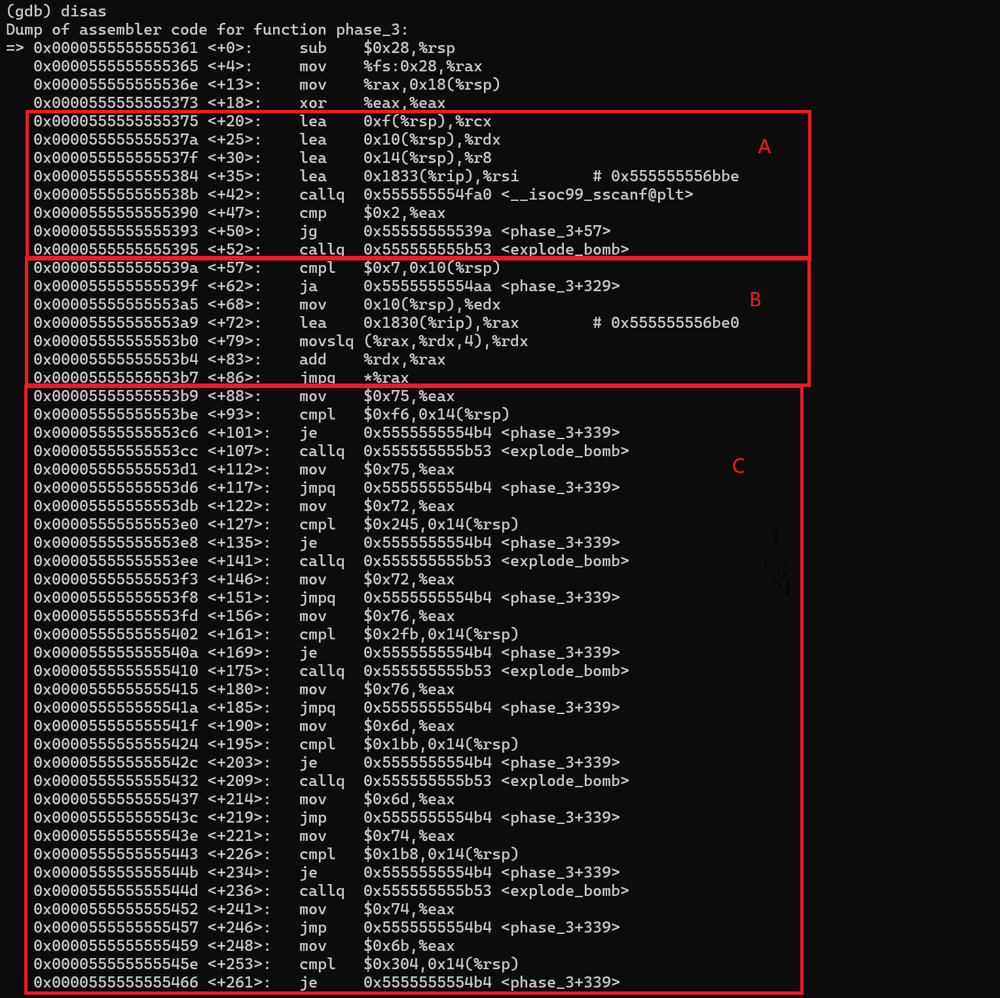 (gdb) disas
Dump of assembler code for function phase_3:
=> 0x0000555555555361 <+0>: sub $0x28,%rsp
0x0000555555555365 <+4>: mov %fs:0x28,%rax
0x000055555555536e <+13>: mov %rax,0x18(%rsp)
0x0000555555555373 <+18>: xor %eax,%eax
0x0000555555555375 <+20>: lea 0xf(%rsp),%rcx
0x000055555555537a <+25>: lea 0x10(%rsp),%rdx
A
0x000055555555537f <+30>: lea 0x14(%rsp),%r8
0x0000555555555384 <+35>: lea 0x1833(%rip),%rsi # 0x555555556bbe
0x000055555555538b <+42>: callq 0x555555554fa0 <__isoc99_sscanf@plt>
0x0000555555555390 <+47>: cmp $0x2,%eax
0x0000555555555393 <+50>: jg 0x55555555539a <phase_3+57>
0x0000555555555395 <+52>: callq 0x555555555b53 <explode_bomb>
0x000055555555539a <+57>: cmpl $0x7,0x10(%rsp)
0x000055555555539f <+62>: ja 0x5555555554aa <phase_3+329>
B
0x00005555555553a5 <+68>: mov 0x10(%rsp),%edx
0x00005555555553a9 <+72>: lea 0x1830(%rip),%rax # 0x555555556be0
0x00005555555553b0 <+79>: movslq (%rax,%rdx,4),%rdx
0x00005555555553b4 <+83>: add %rdx,%rax
0x00005555555553b7 <+86>: jmpq *%rax
0x00005555555553b9 <+88>: mov $0x75,%eax
0x00005555555553be <+93>: cmpl $0xf6,0x14(%rsp)
0x00005555555553c6 <+101>: je 0x5555555554b4 <phase_3+339>
0x00005555555553cc <+107>: callq 0x555555555b53 <explode_bomb>
C
0x00005555555553d1 <+112>: mov $0x75,%eax
0x00005555555553d6 <+117>: jmpq 0x5555555554b4 <phase_3+339>
0x00005555555553db <+122>: mov $0x72,%eax
0x00005555555553e0 <+127>: cmpl $0x245,0x14(%rsp)
0x00005555555553e8 <+135>: je 0x5555555554b4 <phase_3+339>
0x00005555555553ee <+141>: callq 0x555555555b53 <explode_bomb>
0x00005555555553f3 <+146>: mov $0x72,%eax
0x00005555555553f8 <+151>: jmpq 0x5555555554b4 <phase_3+339>
0x00005555555553fd <+156>: mov $0x76,%eax
0x0000555555555402 <+161>: cmpl $0x2fb,0x14(%rsp)
0x000055555555540a <+169>: je 0x5555555554b4 <phase_3+339>
0x0000555555555410 <+175>: callq 0x555555555b53 <explode_bomb>
0x0000555555555415 <+180>: mov $0x76,%eax
0x000055555555541a <+185>: jmpq 0x5555555554b4 <phase_3+339>
0x000055555555541f <+190>: mov $0x6d,%eax
0x0000555555555424 <+195>: cmpl $0x1bb,0x14(%rsp)
0x000055555555542c <+203>: je 0x5555555554b4 <phase_3+339>
0x0000555555555432 <+209>: callq 0x555555555b53 <explode_bomb>
0x0000555555555437 <+214>: mov $0x6d,%eax
0x000055555555543c <+219>: jmp 0x5555555554b4 <phase_3+339>
0x000055555555543e <+221>: mov $0x74,%eax
0x0000555555555443 <+226>: cmpl $0x1b8,0x14(%rsp)
0x000055555555544b <+234>: je 0x5555555554b4 <phase_3+339>
0x000055555555544d <+236>: callq 0x555555555b53 <explode_bomb>
0x0000555555555452 <+241>: mov $0x74,%eax
0x0000555555555457 <+246>: jmp 0x5555555554b4 <phase_3+339>
0x0000555555555459 <+248>: mov $0x6b,%eax
0x000055555555545e <+253>: cmpl $0x304,0x14(%rsp)
0x0000555555555466 <+261>: je 0x5555555554b4 <phase_3+339>